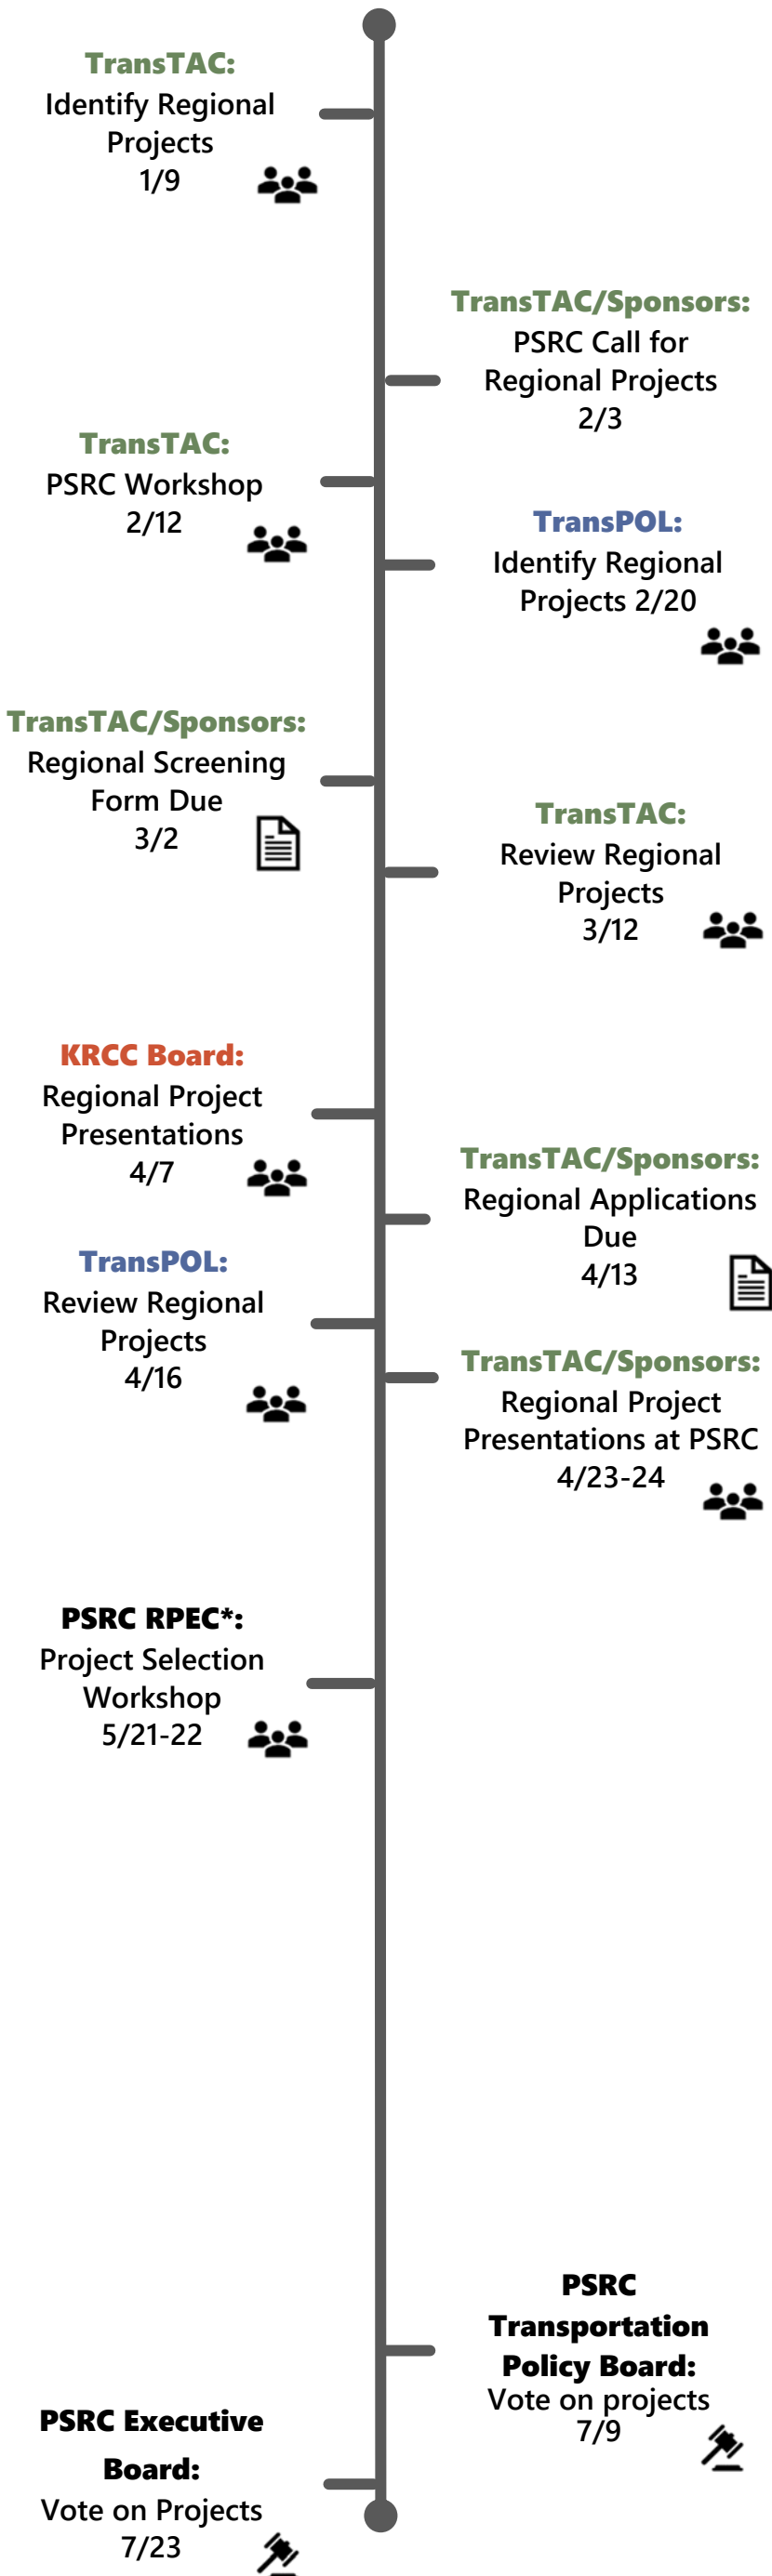 TransTAC:
Identify Regional
Projects
1/9
TransTAC/Sponsors:
PSRC Call for
Regional Projects
2/3
TransTAC:
PSRC Workshop
2/12
TransPOL:
Identify Regional
Projects 2/20
TransTAC/Sponsors:
Regional Screening
Form Due
3/2
TransTAC:
Review Regional
Projects
3/12
KRCC Board:
Regional Project
Presentations
4/7
TransTAC/Sponsors:
Regional Applications
Due
4/13
TransPOL:
Review Regional
Projects
4/16
TransTAC/Sponsors:
Regional Project
Presentations at PSRC
4/23-24
PSRC RPEC*:
Project Selection
Workshop
5/21-22
PSRC
Transportation
Policy Board:
Vote on projects
7/9
PSRC Executive
Board:
Vote on Projects
7/23